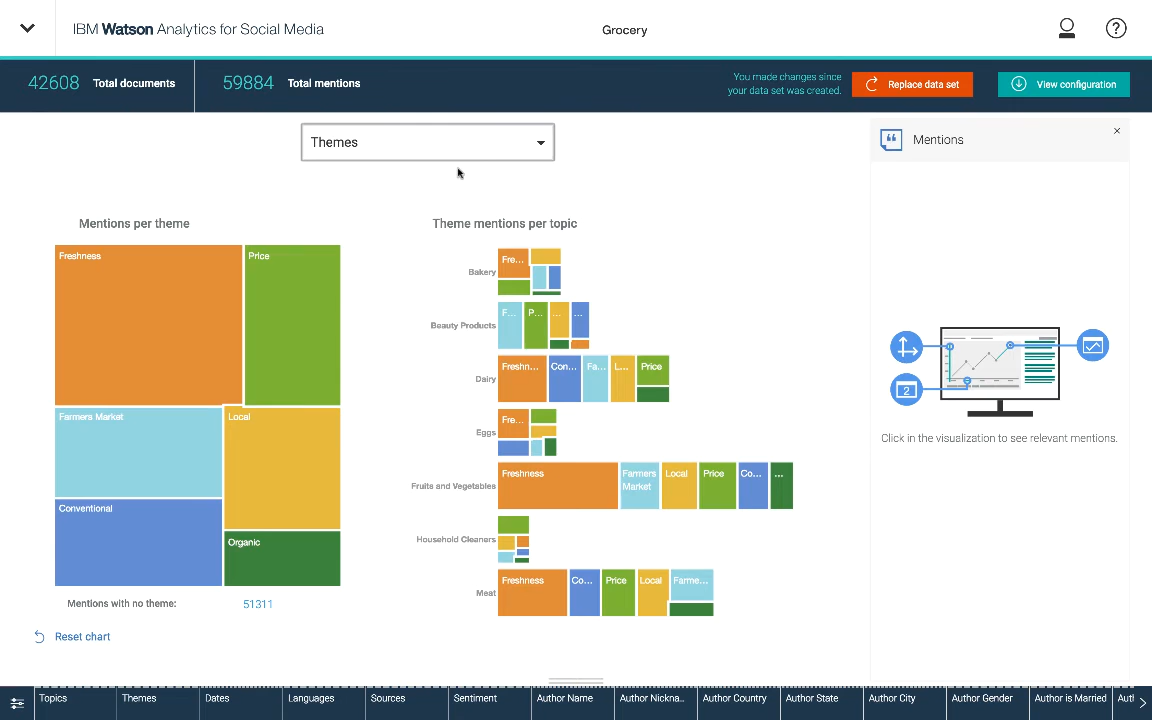 IBM Watson Analytics for Social Media
Grocery
?
42608 Total documents
59884 Total mentions
You made changes since
your data set was created.
Replace data set
View configuration
Themes
“ Mentions
×
Mentions per theme
Theme mentions per topic
Freshness
Price
Farmers Market
Local
Conventional
Organic
Mentions with no theme: 51311
Reset chart
Bakery
Fre...
Beauty Products
F... P... ... ...
Dairy
Freshn... Con... Fa... L... Price
Eggs
Fre...
Fruits and Vegetables
Freshness Farmers Market Local Price Co... ...
Household Cleaners
Meat
Freshness Co... Price Local Farme...
2
Click in the visualization to see relevant mentions.
Topics Themes Dates Languages Sources Sentiment Author Name Author Nickna.. Author Country Author State Author City Author Gender Author is Married Autl